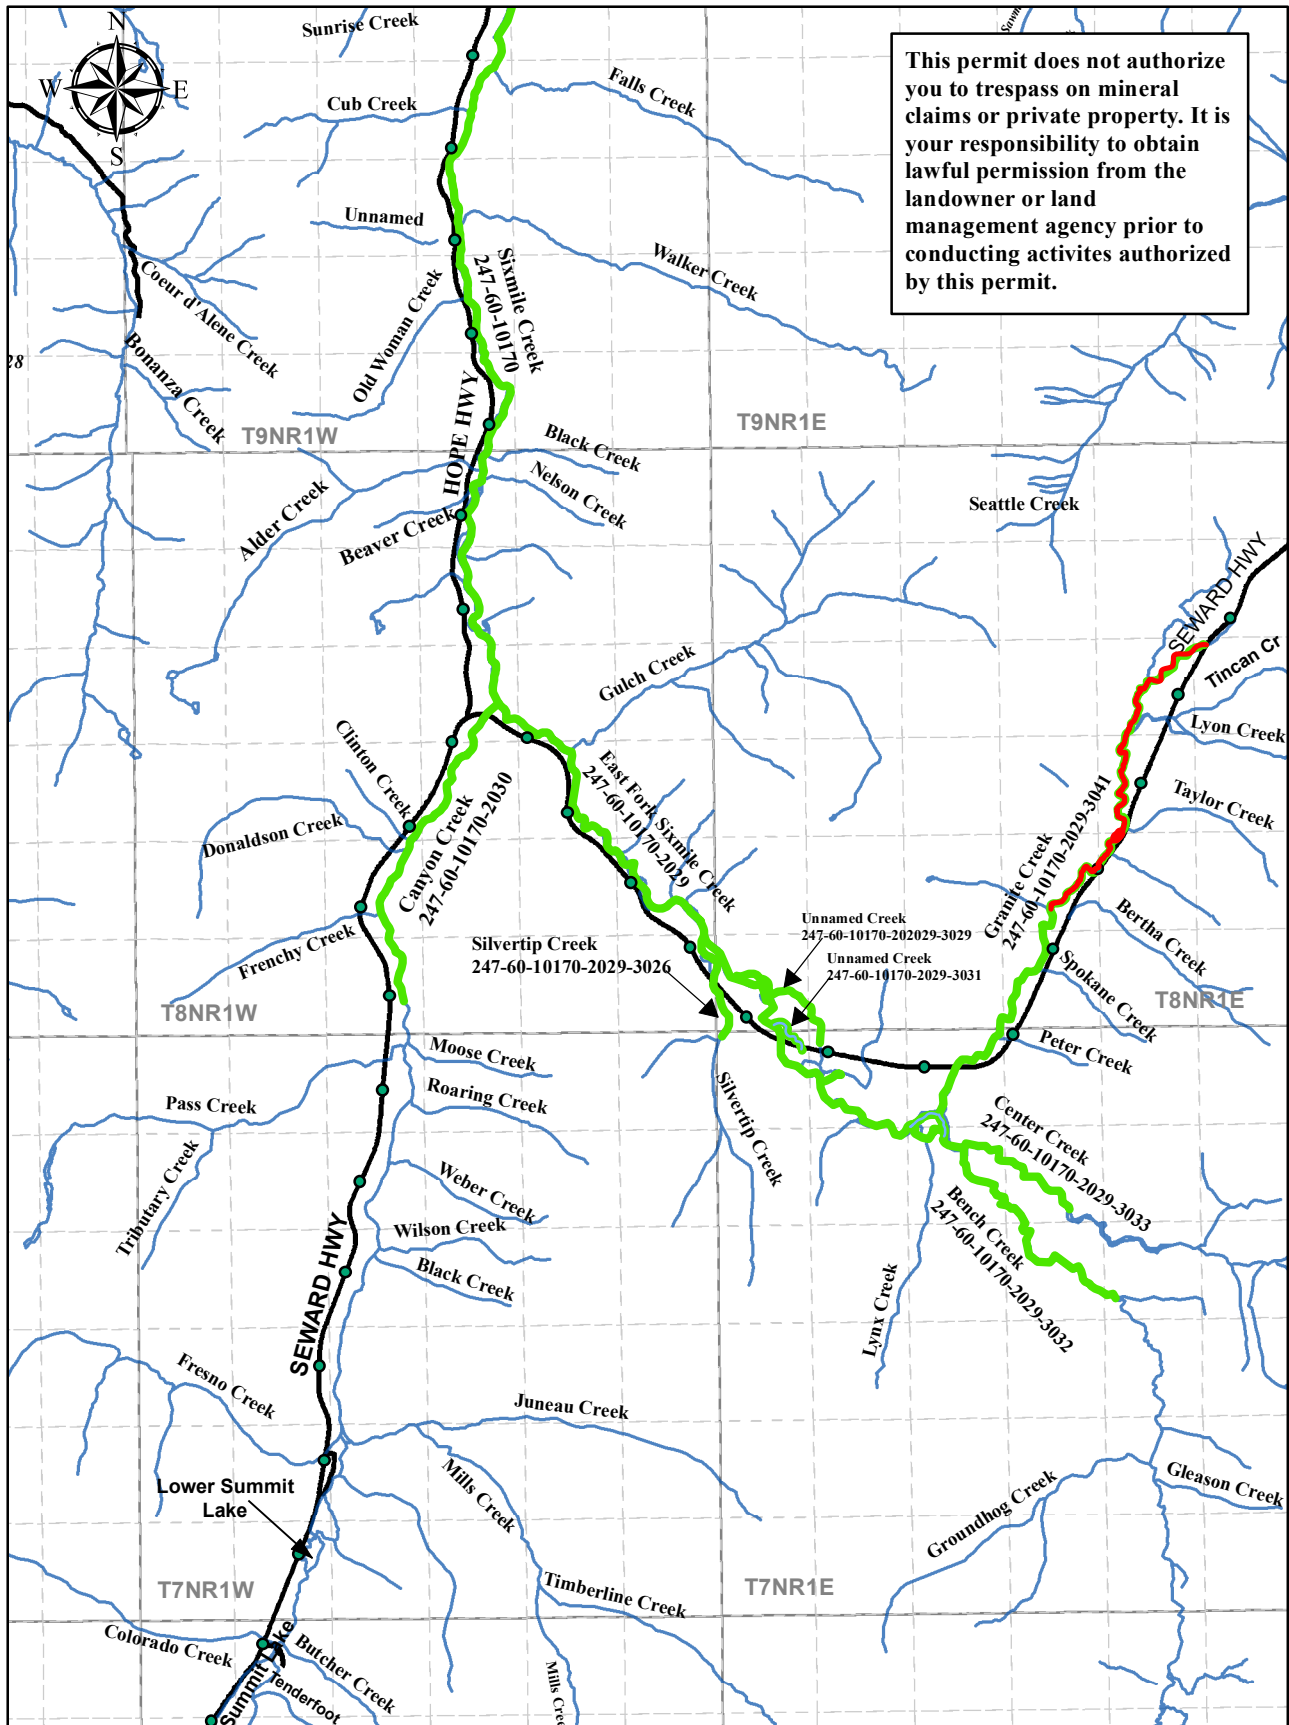 N
W
E
S
This permit does not authorize
you to trespass on mineral
claims or private property. It is
your responsibility to obtain
lawful permission from the
landowner or land
management agency prior to
conducting activites authorized
by this permit.
Sunrise Creek
Cub Creek
Falls Creek
Unnamed
Walker Creek
Sixmile Creek
247-60-10170
Coeur d'Alene Creek
Old Woman Creek
Bonanza Creek
28
HOPE HWY
T9NR1W
T9NR1E
Black Creek
Nelson Creek
Alder Creek
Beaver Creek
Seattle Creek
SEWARD HWY
Tincan Cr
Gulch Creek
Lyon Creek
Clinton Creek
Donaldson Creek
Canyon Creek
247-60-10170-2030
East Fork Sixmile Creek
247-60-10170-2029
Taylor Creek
Granite Creek
247-60-10170-2029-3041
Bertha Creek
Unnamed Creek
247-60-10170-202029-3029
Unnamed Creek
247-60-10170-2029-3031
Silvertip Creek
247-60-10170-2029-3026
Frenchy Creek
Spokane Creek
T8NR1W
T8NR1E
Peter Creek
Moose Creek
Roaring Creek
Pass Creek
Silvertip Creek
Center Creek
247-60-10170-2029-3033
Tributary Creek
Weber Creek
Wilson Creek
Black Creek
Bench Creek
247-60-10170-2029-3032
SEWARD HWY
Lynx Creek
Fresno Creek
Juneau Creek
Mills Creek
Lower Summit
Lake
Gleason Creek
Groundhog Creek
T7NR1W
T7NR1E
Timberline Creek
Colorado Creek
Butcher Creek
Summit Lake
Tenderfoot
Mills Cree